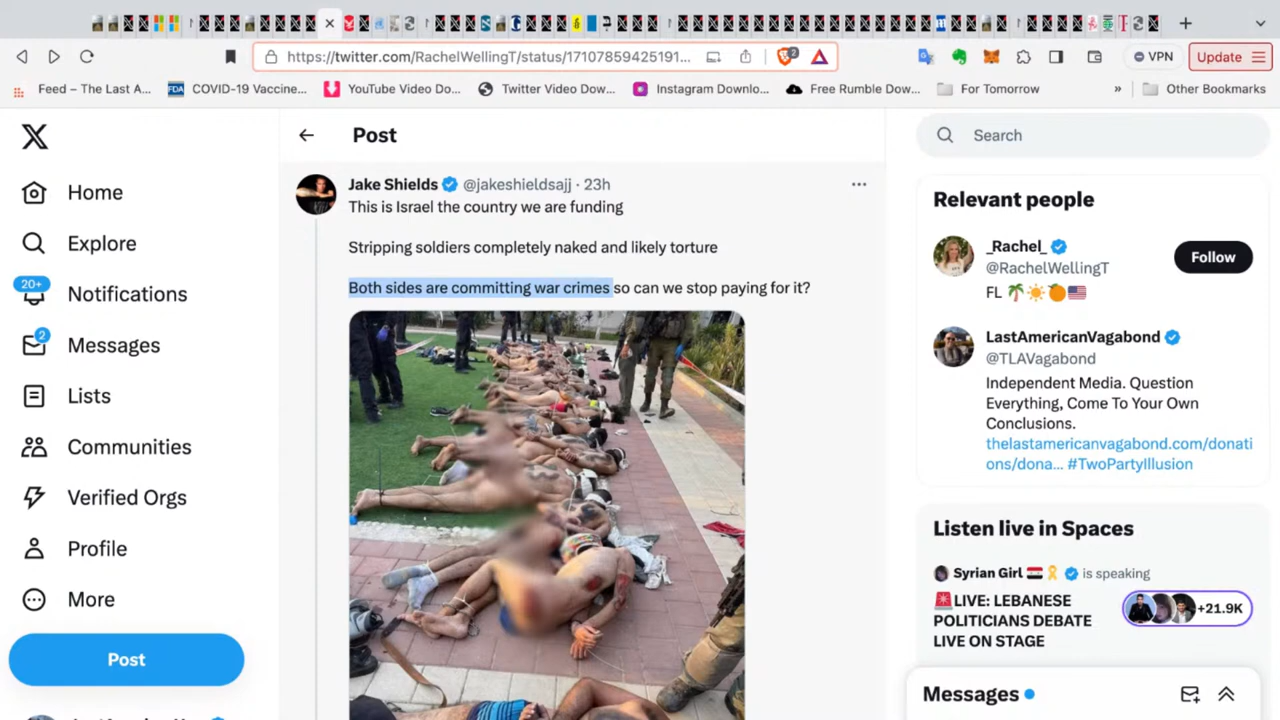 https://twitter.com/RachelWellingT/status/17107859425191...
2
VPN
Update
Feed – The Last A...
FDA
COVID-19 Vaccine...
YouTube Video Do...
Twitter Video Dow...
Instagram Downlo...
Free Rumble Dow...
For Tomorrow
»
Other Bookmarks
X
Home
Explore
20+
Notifications
2
Messages
Lists
Communities
Verified Orgs
Profile
More
Post
Post
Jake Shields @jakeshieldsajj · 23h
This is Israel the country we are funding
Stripping soldiers completely naked and likely torture
Both sides are committing war crimes so can we stop paying for it?
Search
Relevant people
_Rachel_
@RachelWellingT
FL 🌴☀️🍊🇺🇸
Follow
LastAmericanVagabond
@TLAVagabond
Independent Media. Question
Everything, Come To Your Own
Conclusions.
thelastamericanvagabond.com/donati
ons/dona... #TwoPartyIllusion
Listen live in Spaces
Syrian Girl 🇸🇾🎗️ is speaking
🚨LIVE: LEBANESE
POLITICIANS DEBATE
LIVE ON STAGE
+21.9K
Messages